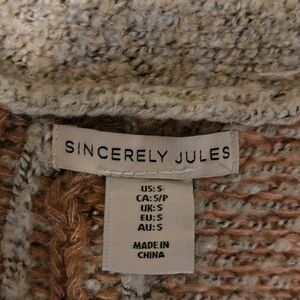 SINCERELY JULES
US: S
CA: S/P
UK: S
EU: S
AU: S
MADE IN
CHINA